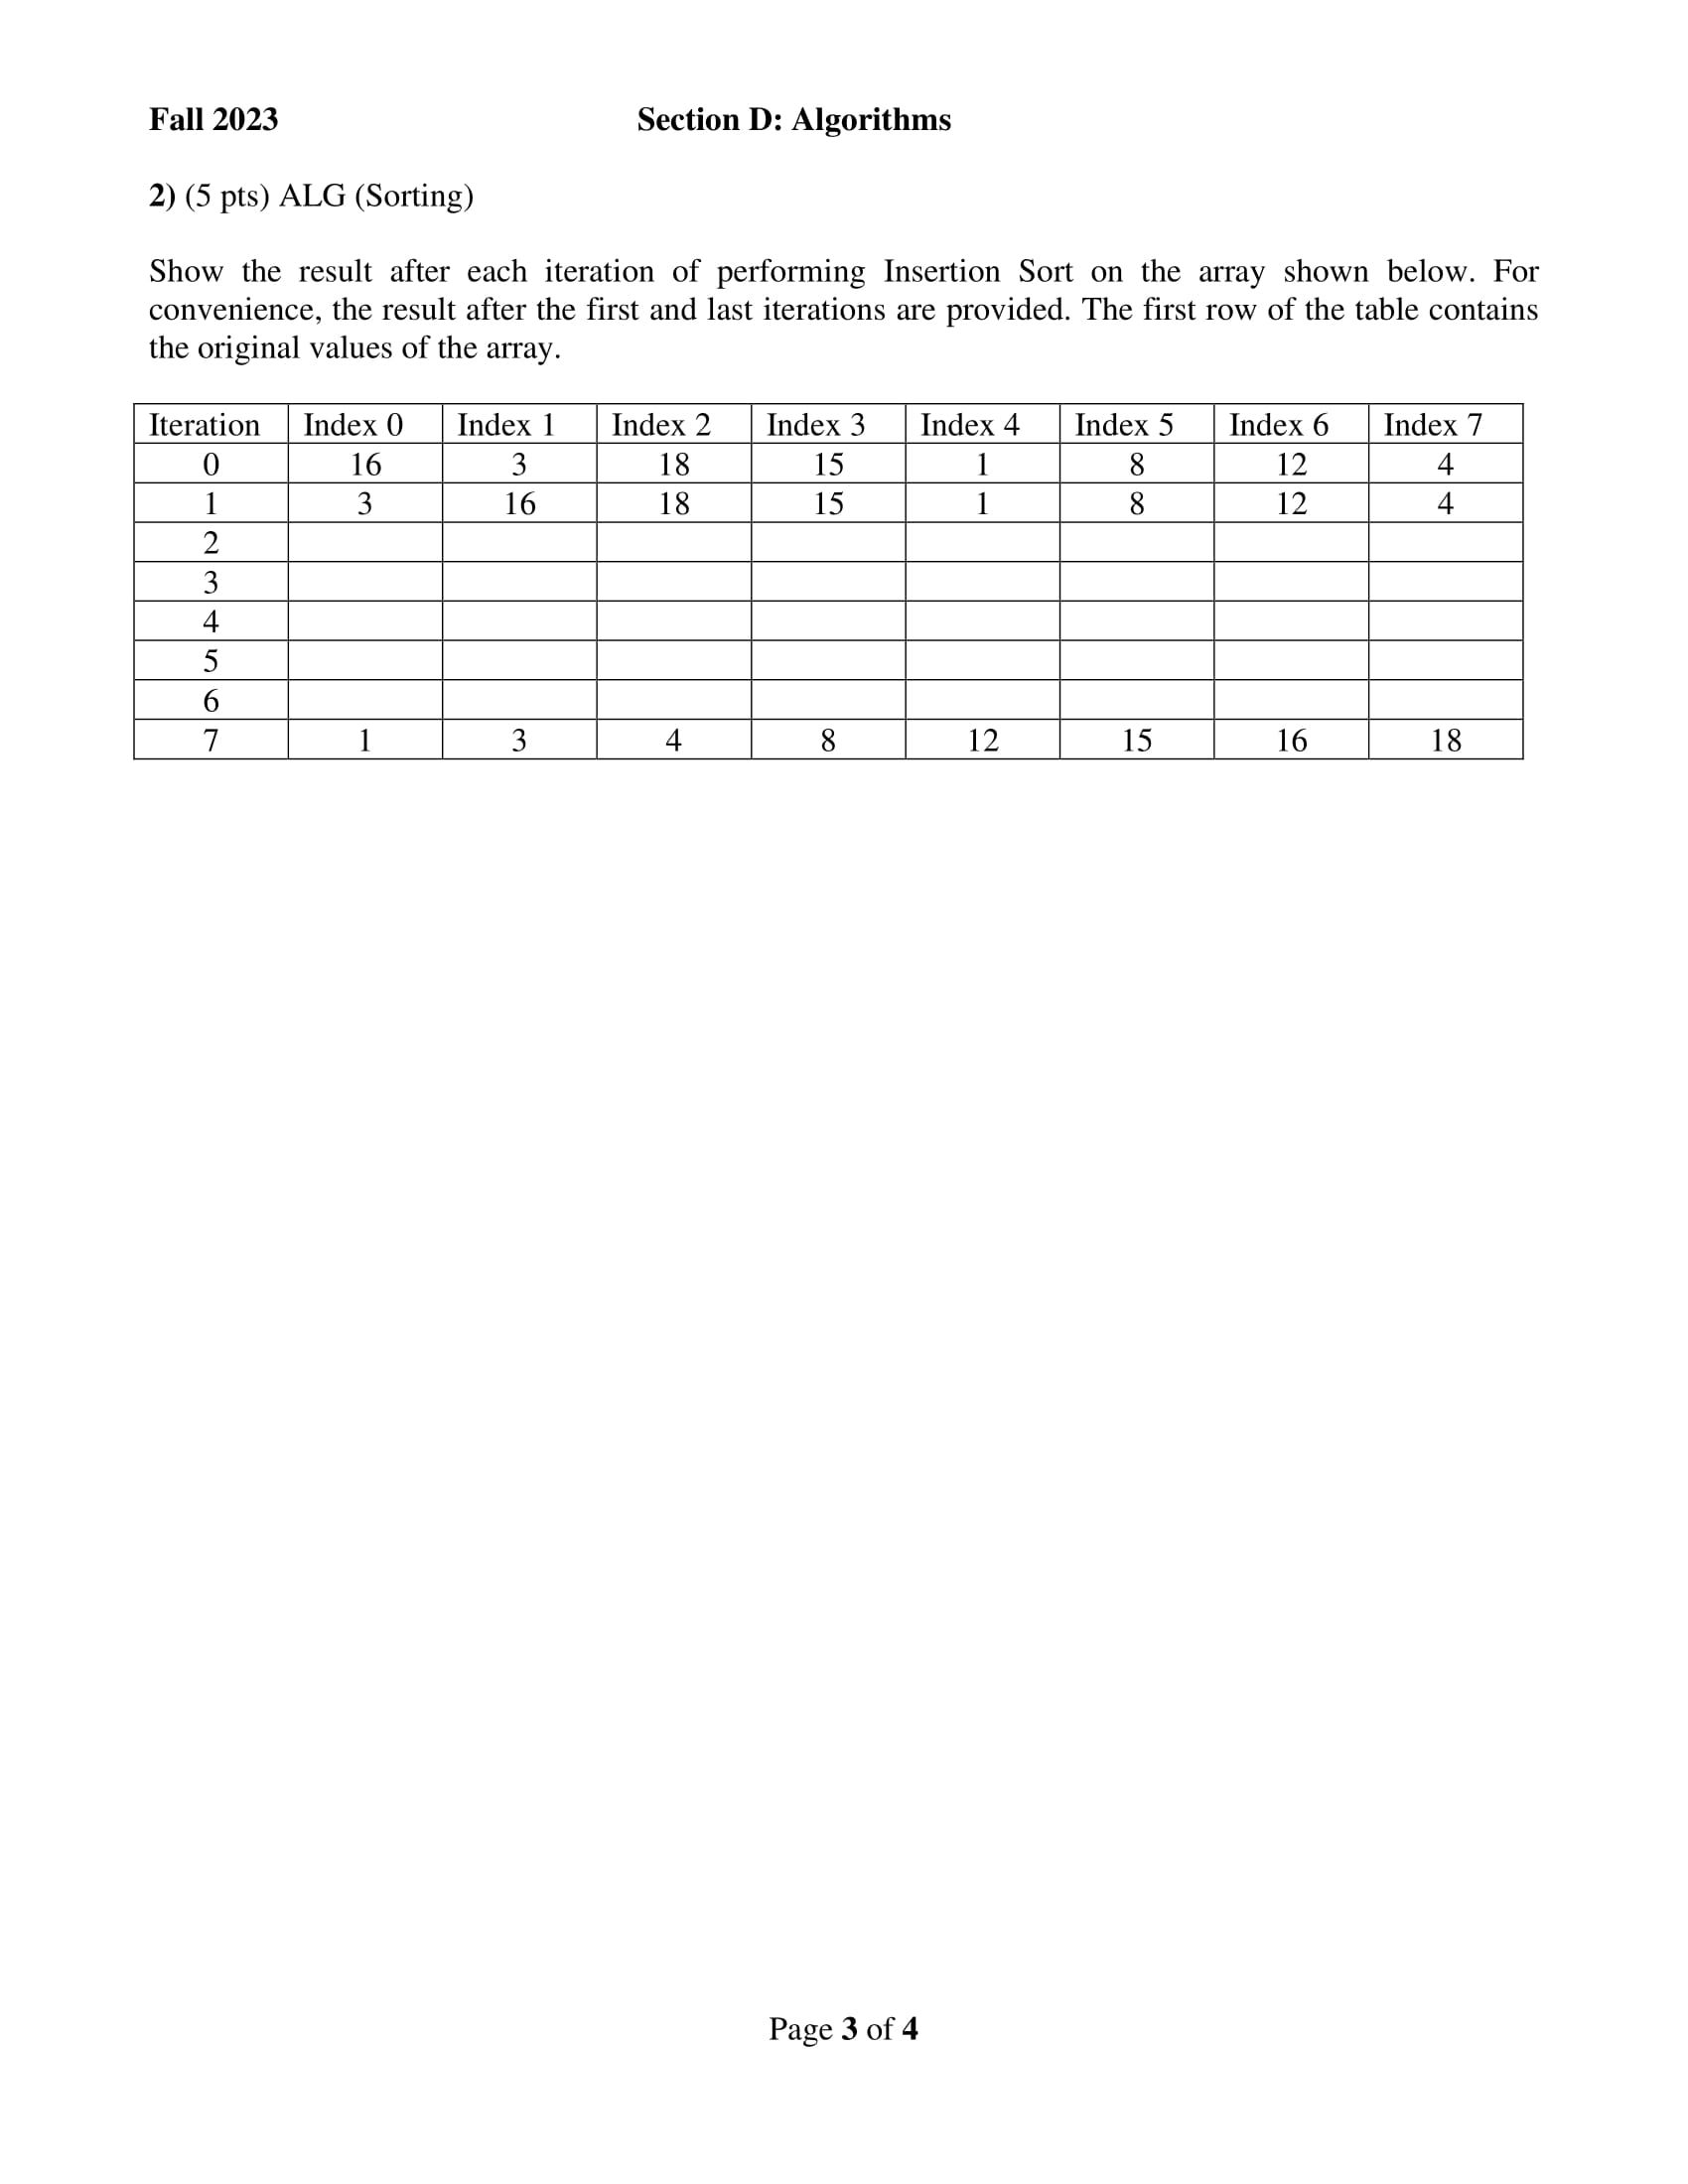 Fall 2023 Section D: Algorithms
2) (5 pts) ALG (Sorting)
Show the result after each iteration of performing Insertion Sort on the array shown below. For
convenience, the result after the first and last iterations are provided. The first row of the table contains
the original values of the array.
Iteration Index 0 Index 1 Index 2 Index 3 Index 4 Index 5 Index 6 Index 7
0 16 3 18 15 1 8 12 4
1 3 16 18 15 1 8 12 4
2
3
4
5
6
7 1 3 4 8 12 15 16 18
Page 3 of 4